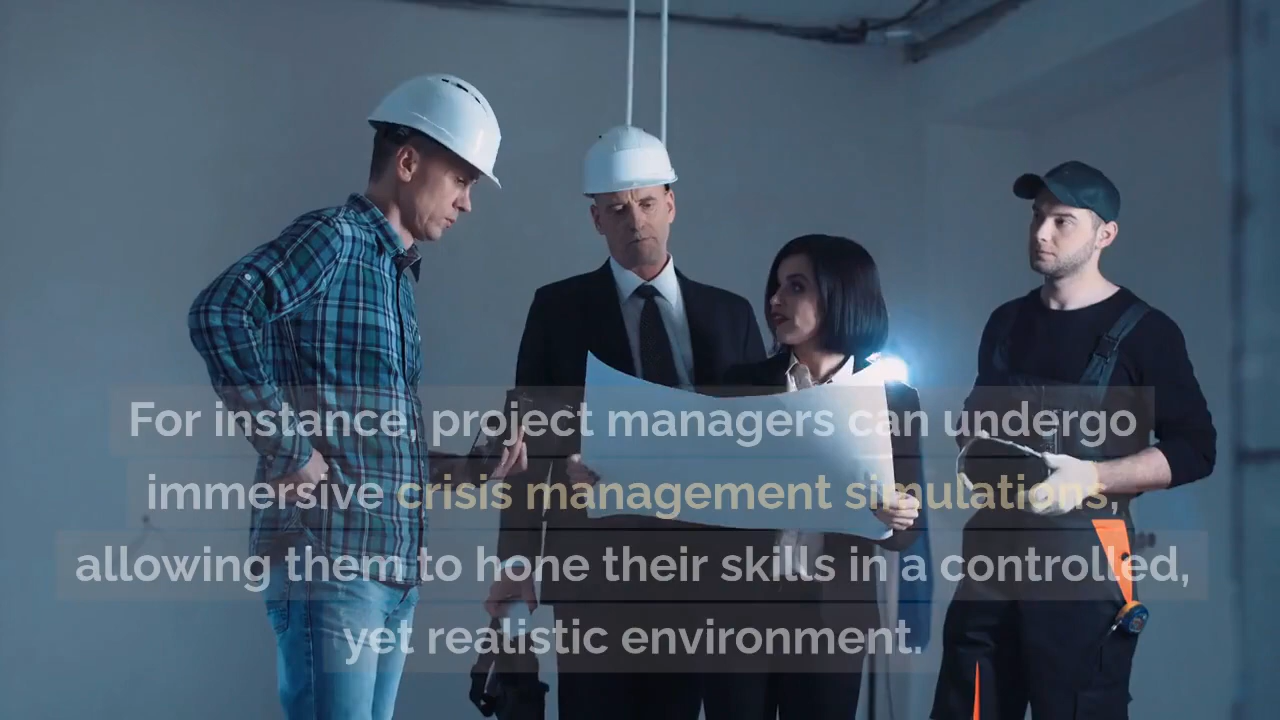 For instance, project managers can undergo
immersive crisis management simulations,
allowing them to hone their skills in a controlled,
yet realistic environment.